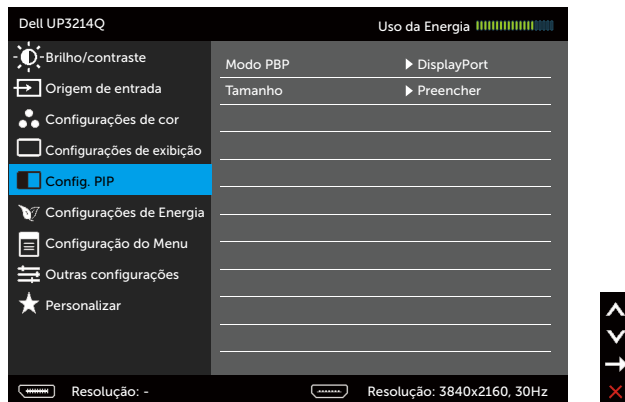 Dell UP3214Q
Uso da Energia
Brilho/contraste
Origem de entrada
Configurações de cor
Configurações de exibição
Config. PIP
Configurações de Energia
Configuração do Menu
Outras configurações
Personalizar
Modo PBP
DisplayPort
Tamanho
Preencher
Resolução: -
Resolução: 3840x2160, 30Hz